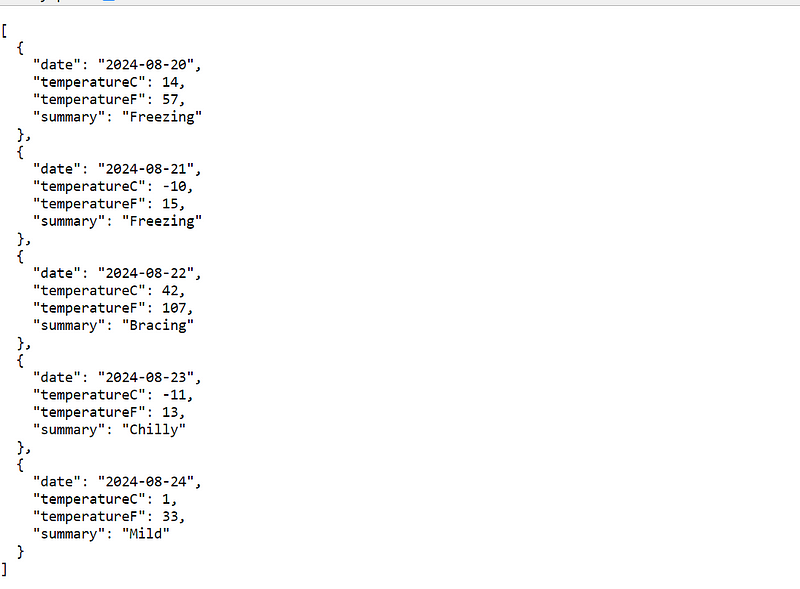 [
  {
    "date": "2024-08-20",
    "temperatureC": 14,
    "temperatureF": 57,
    "summary": "Freezing"
  },
  {
    "date": "2024-08-21",
    "temperatureC": -10,
    "temperatureF": 15,
    "summary": "Freezing"
  },
  {
    "date": "2024-08-22",
    "temperatureC": 42,
    "temperatureF": 107,
    "summary": "Bracing"
  },
  {
    "date": "2024-08-23",
    "temperatureC": -11,
    "temperatureF": 13,
    "summary": "Chilly"
  },
  {
    "date": "2024-08-24",
    "temperatureC": 1,
    "temperatureF": 33,
    "summary": "Mild"
  }
]